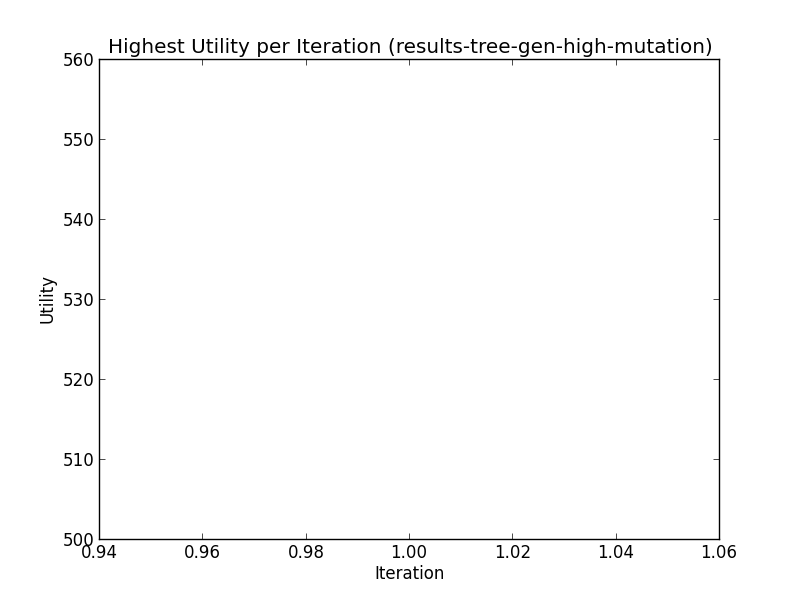 Highest Utility per Iteration (results-tree-gen-high-mutation)
560
550
540
530
520
510
500
Utility
0.94 0.96 0.98 1.00 1.02 1.04 1.06
Iteration